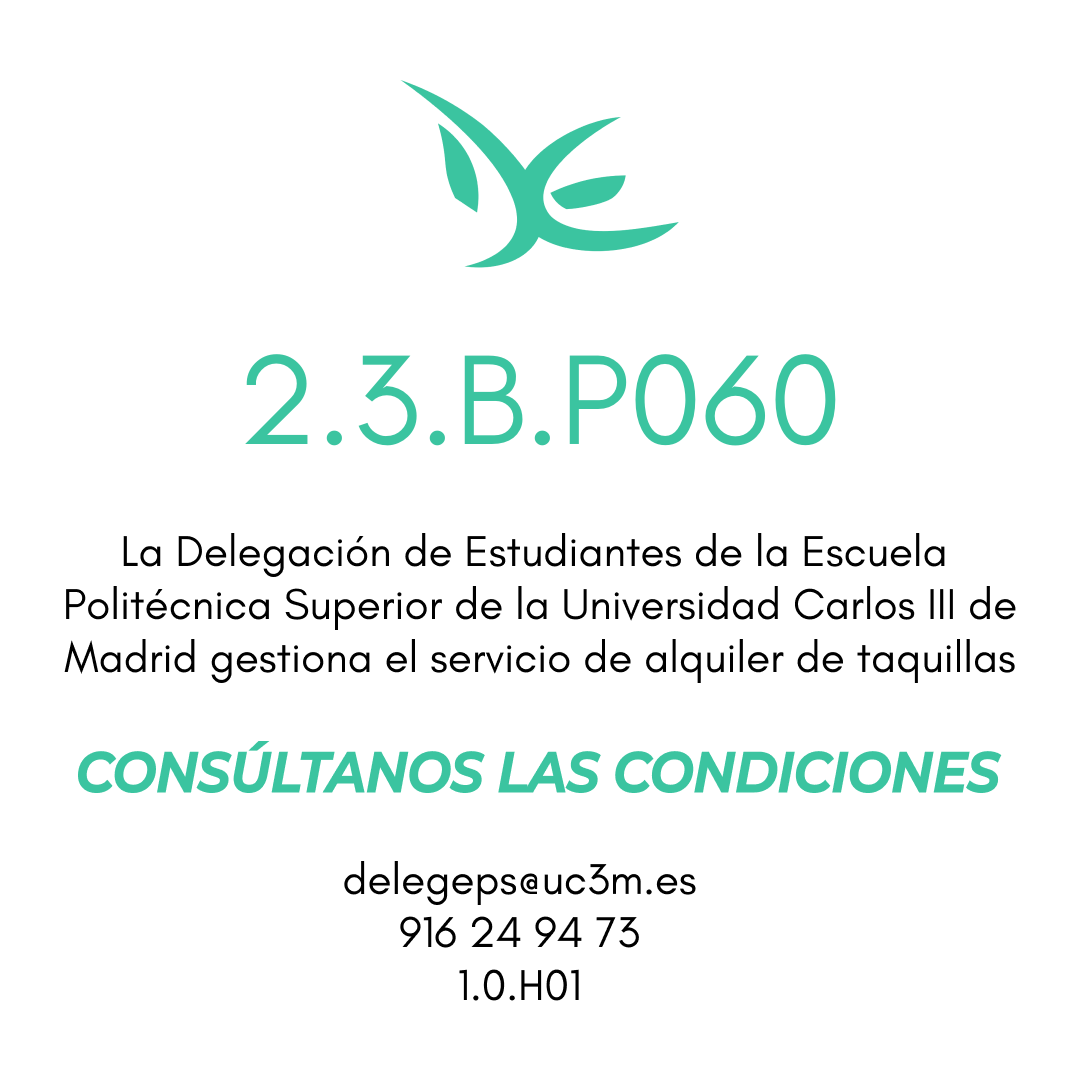 2.3.B.P060
La Delegación de Estudiantes de la Escuela
Politécnica Superior de la Universidad Carlos III de
Madrid gestiona el servicio de alquiler de taquillas
CONSÚLTANOS LAS CONDICIONES
delegeps@uc3m.es
916 24 94 73
1.0.H01